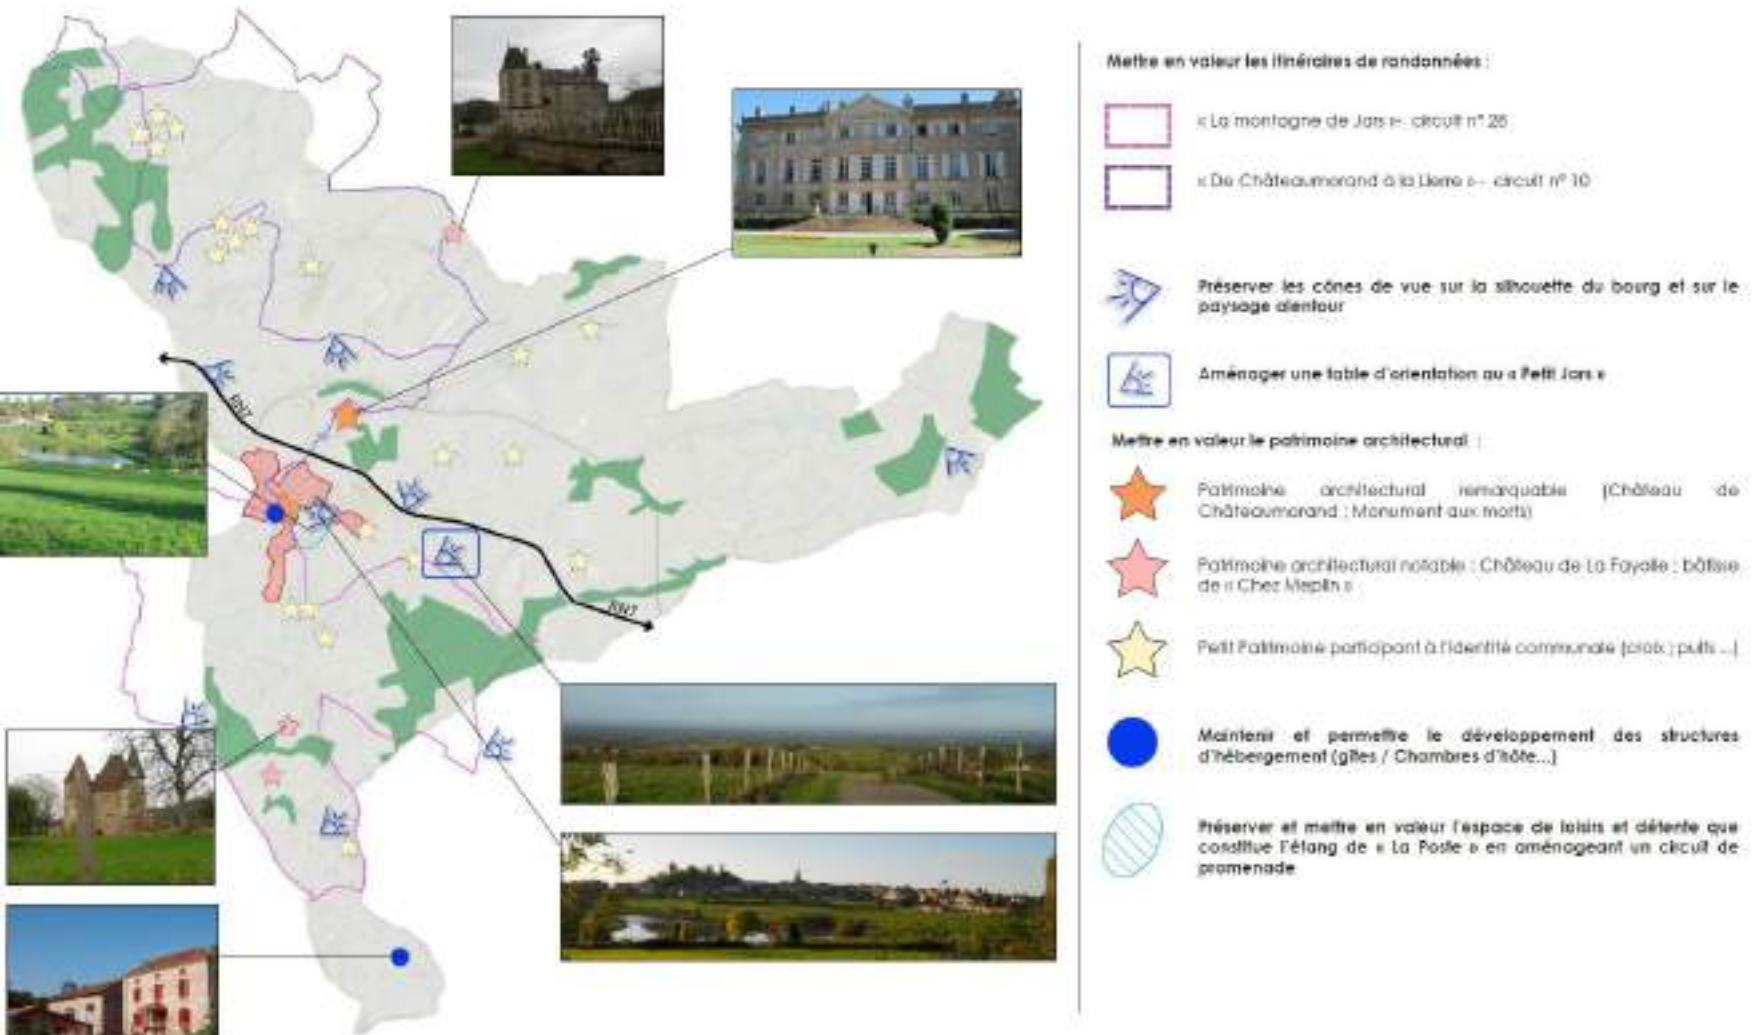 Mettre en valeur les itinéraires de randonnées :
« La montagne de Jars »- circuit n° 28
« De Châteaumorand à la Lierre » - circuit n° 10
Préserver les cônes de vue sur la silhouette du bourg et sur le
paysage alentour
Aménager une table d'orientation au « Petit Jars »
Mettre en valeur le patrimoine architectural :
Patrimoine architectural remarquable (Château de
Châteaumorand ; Monument aux morts)
Patrimoine architectural notable : Château de La Fayolle ; bâtisse
de « Chez Meplin »
Petit Patrimoine participant à l'identité communale (croix ; puits ...)
Maintenir et permettre le développement des structures
d'hébergement (gîtes / Chambres d'hôte...)
Préserver et mettre en valeur l'espace de loisirs et détente que
constitue l'étang de « La Poste » en aménageant un circuit de
promenade
RN7
RN7